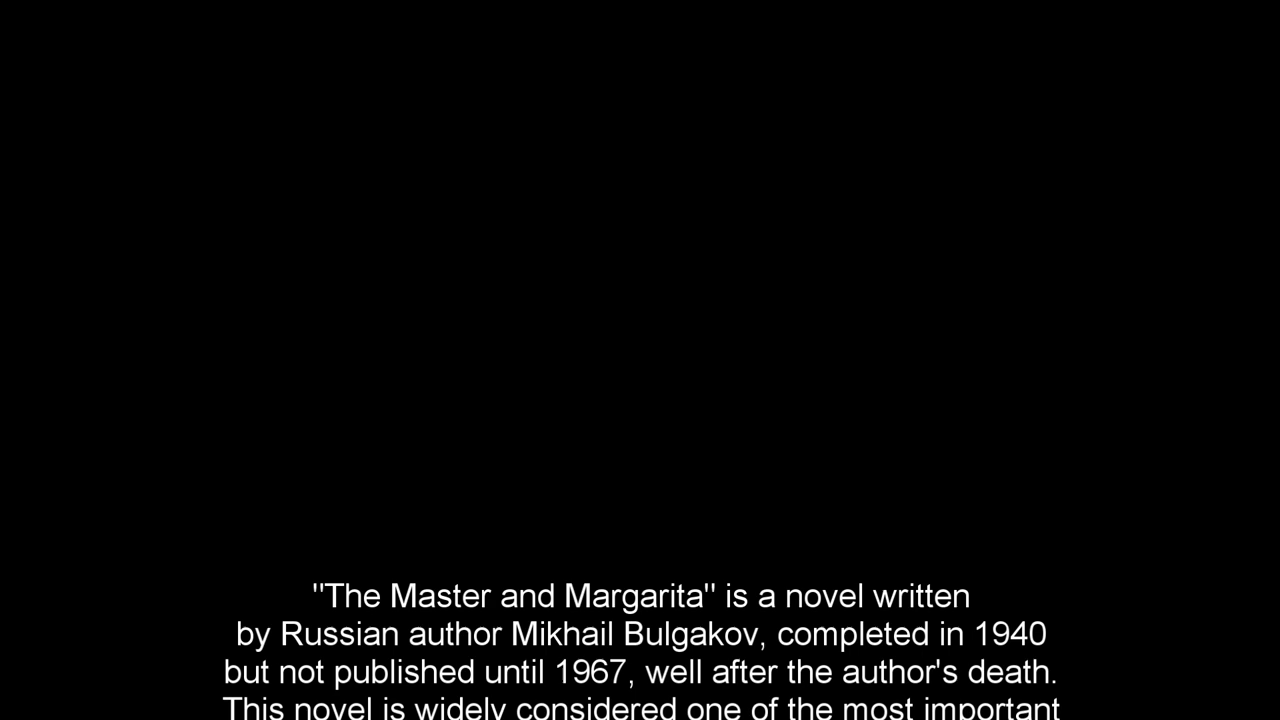 "The Master and Margarita" is a novel written
by Russian author Mikhail Bulgakov, completed in 1940
but not published until 1967, well after the author's death.
This novel is widely considered one of the most important